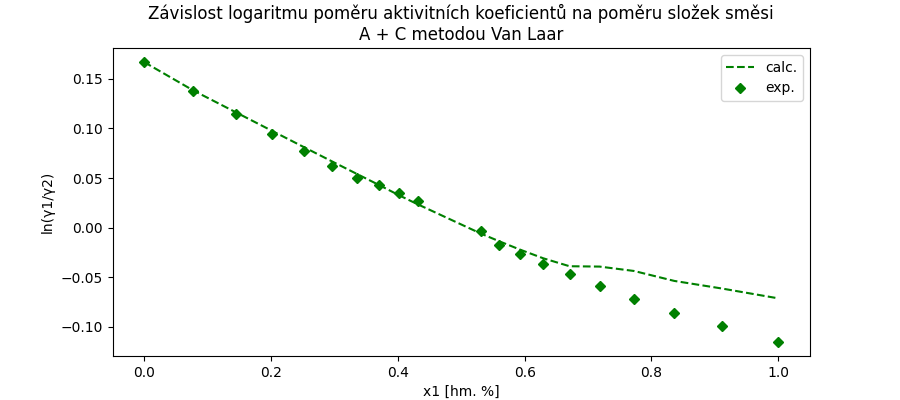 Závislost logaritmu poměru aktivitních koeficientů na poměru složek směsi
A + C metodou Van Laar
calc.
exp.
0.15
0.10
0.05
0.00
−0.05
−0.10
ln(γ1/γ2)
0.0 0.2 0.4 0.6 0.8 1.0
x1 [hm. %]